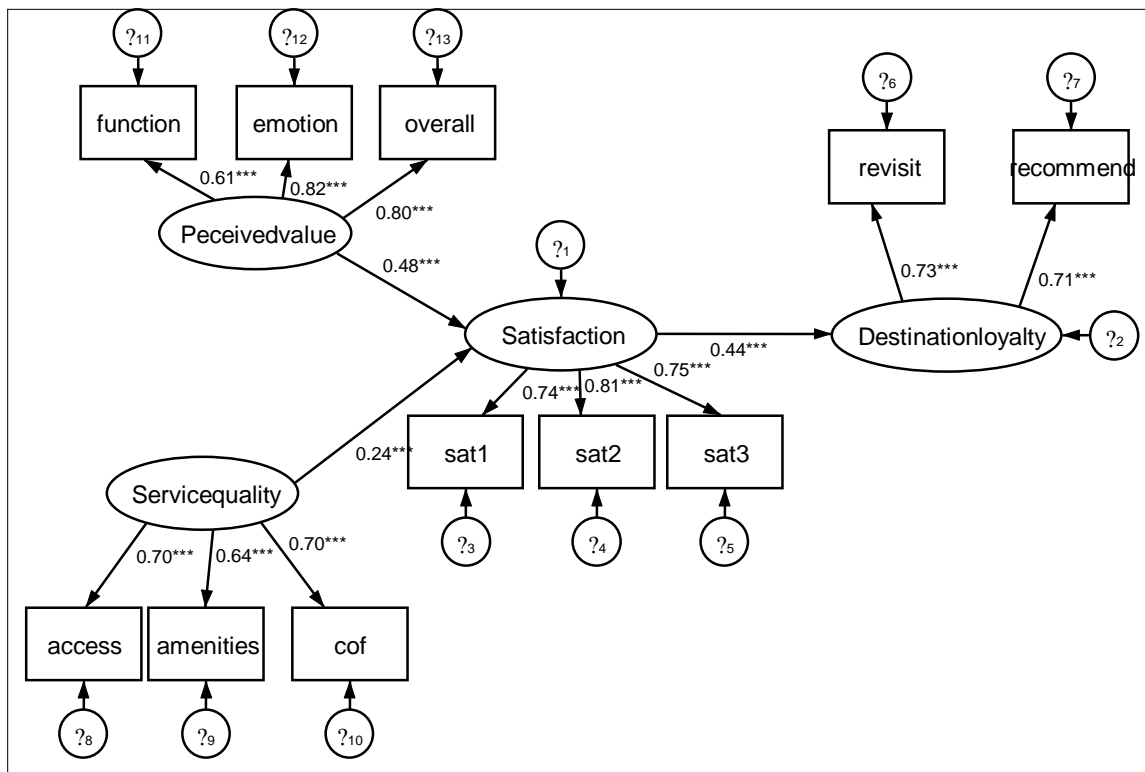 ?11
?12
?13
function
emotion
overall
0.61***
0.82***
0.80***
Peceivedvalue
0.48***
?6
?7
revisit
recommend
0.73***
0.71***
?1
Satisfaction
0.44***
Destinationloyalty
?2
0.74***
0.81***
0.75***
sat1
sat2
sat3
?3
?4
?5
0.24***
Servicequality
0.70***
0.64***
0.70***
access
amenities
cof
?8
?9
?10